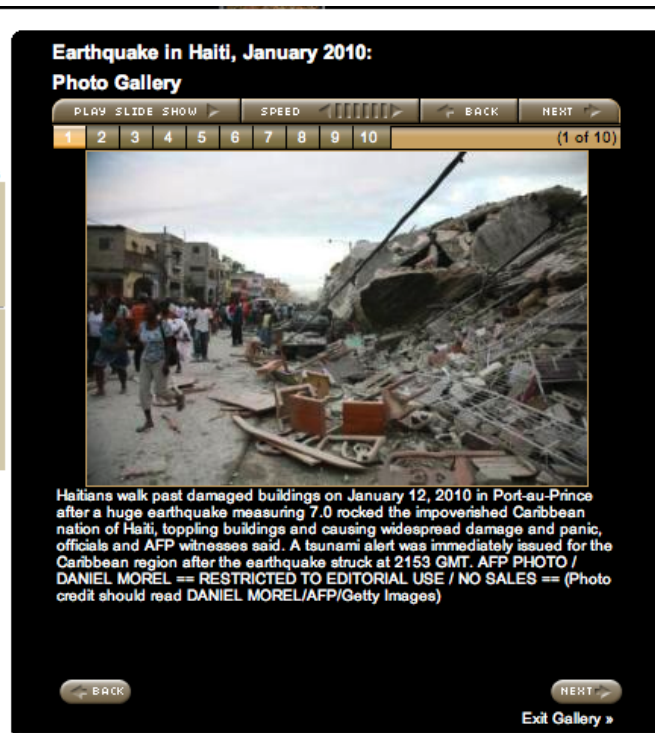 Earthquake in Haiti, January 2010:
Photo Gallery
PLAY SLIDE SHOW SPEED BACK NEXT
1 2 3 4 5 6 7 8 9 10 (1 of 10)
Haitians walk past damaged buildings on January 12, 2010 in Port-au-Prince
after a huge earthquake measuring 7.0 rocked the impoverished Caribbean
nation of Haiti, toppling buildings and causing widespread damage and panic,
officials and AFP witnesses said. A tsunami alert was immediately issued for the
Caribbean region after the earthquake struck at 2153 GMT. AFP PHOTO /
DANIEL MOREL == RESTRICTED TO EDITORIAL USE / NO SALES == (Photo
credit should read DANIEL MOREL/AFP/Getty Images)
BACK NEXT
Exit Gallery »